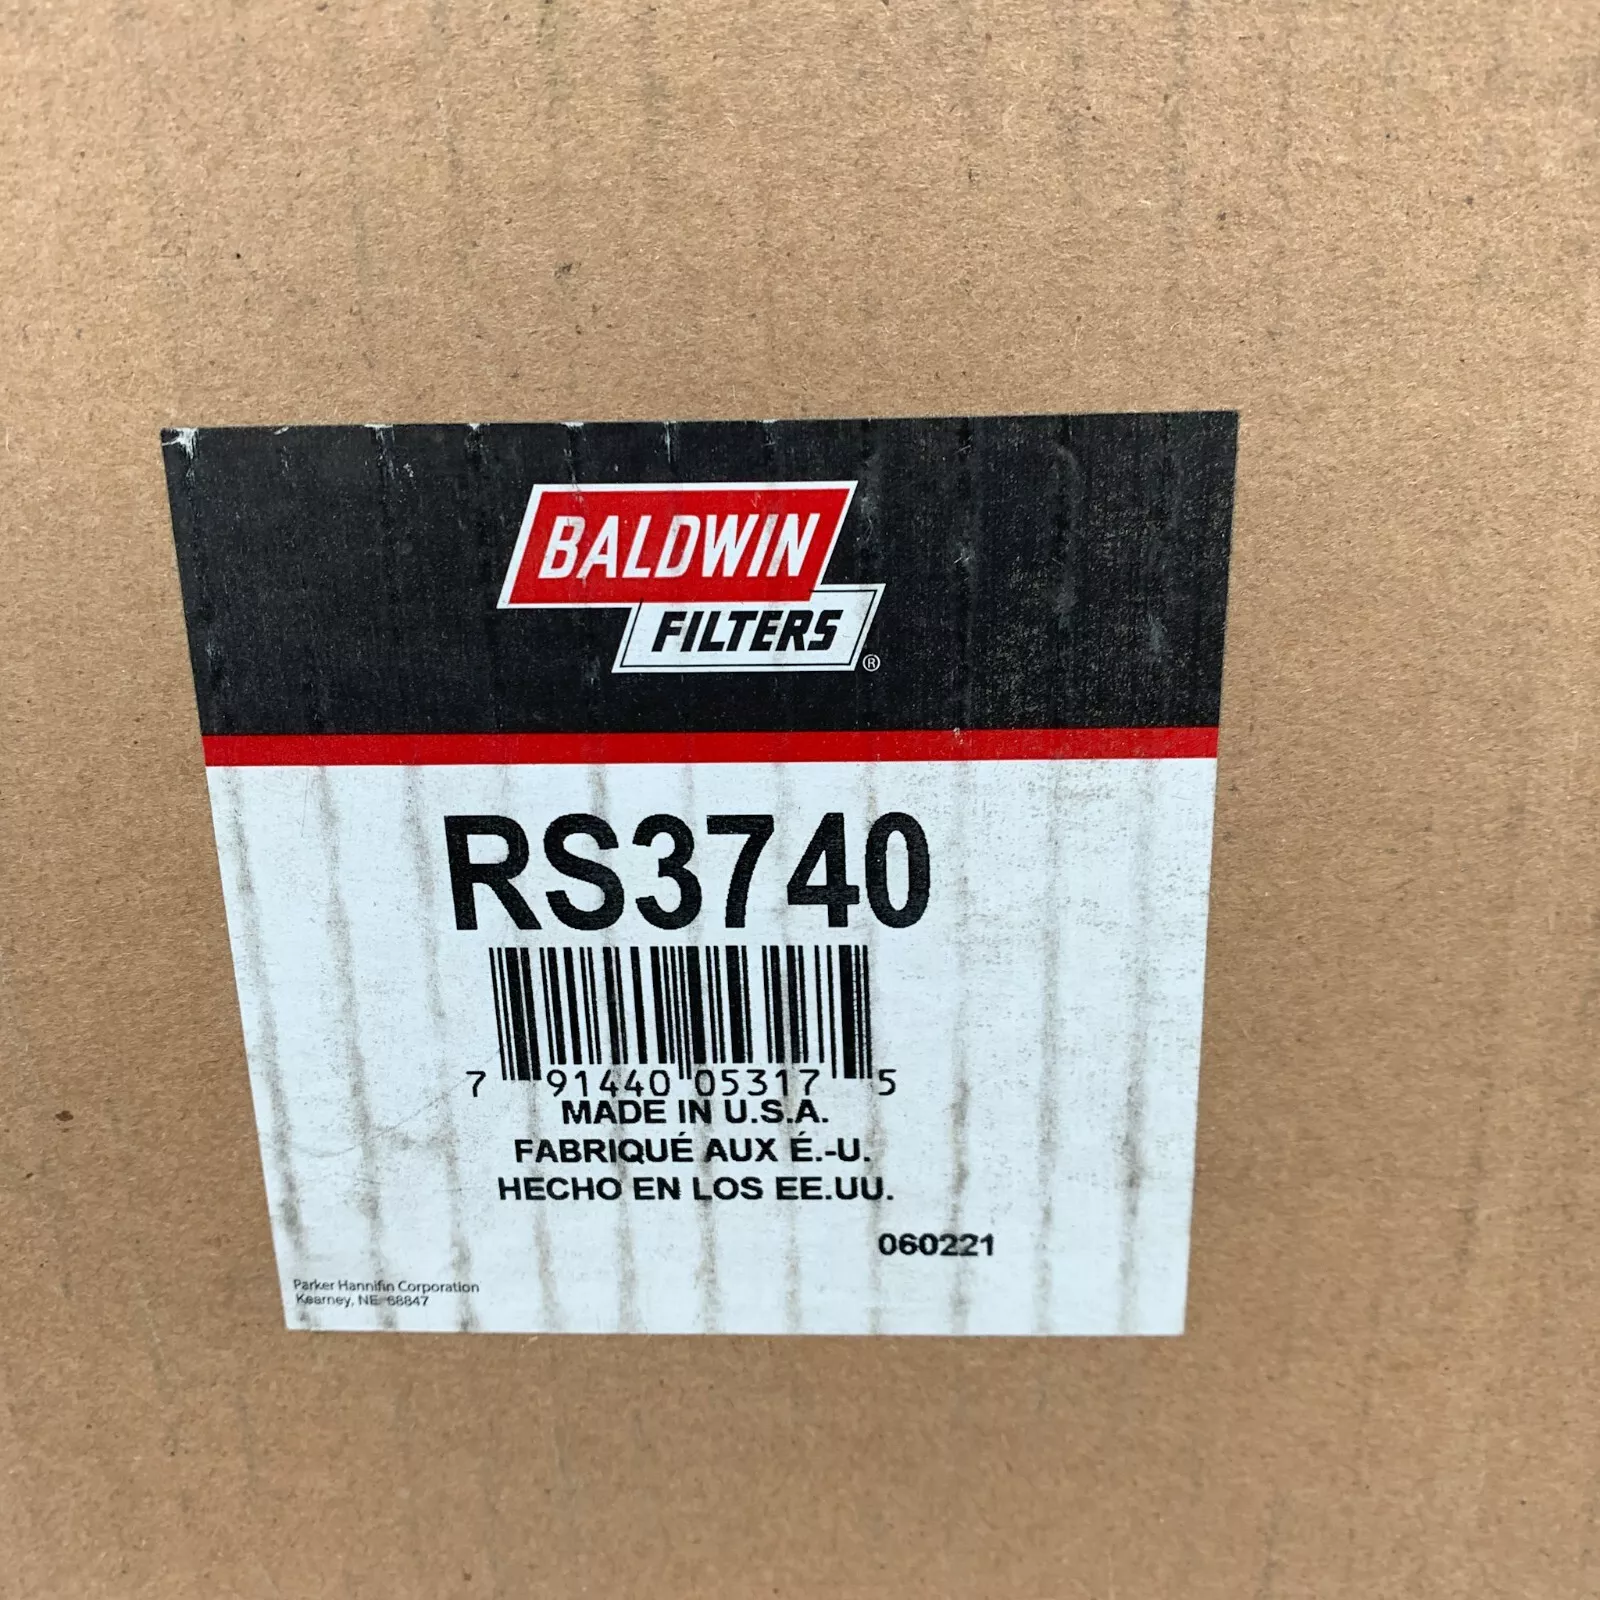 BALDWIN
FILTERS®
RS3740
7 91440 05317 5
MADE IN U.S.A.
FABRIQUÉ AUX É.-U.
HECHO EN LOS EE.UU.
060221
Parker Hannifin Corporation
Kearney, NE 68847